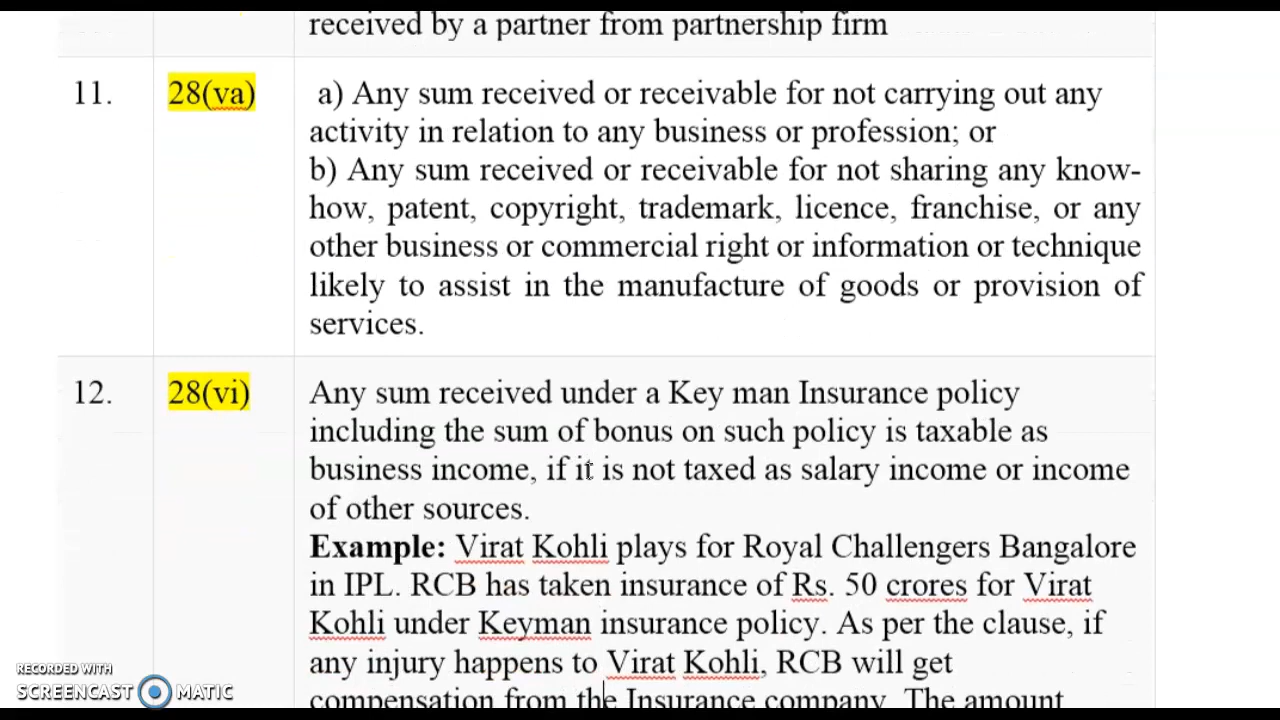 received by a partner from partnership firm
11. 28(va) a) Any sum received or receivable for not carrying out any
activity in relation to any business or profession; or
b) Any sum received or receivable for not sharing any know-
how, patent, copyright, trademark, licence, franchise, or any
other business or commercial right or information or technique
likely to assist in the manufacture of goods or provision of
services.
12. 28(vi) Any sum received under a Key man Insurance policy
including the sum of bonus on such policy is taxable as
business income, if it is not taxed as salary income or income
of other sources.
Example: Virat Kohli plays for Royal Challengers Bangalore
in IPL. RCB has taken insurance of Rs. 50 crores for Virat
Kohli under Keyman insurance policy. As per the clause, if
any injury happens to Virat Kohli, RCB will get
compensation from the Insurance company. The amount
RECORDED WITH
SCREENCAST MATIC